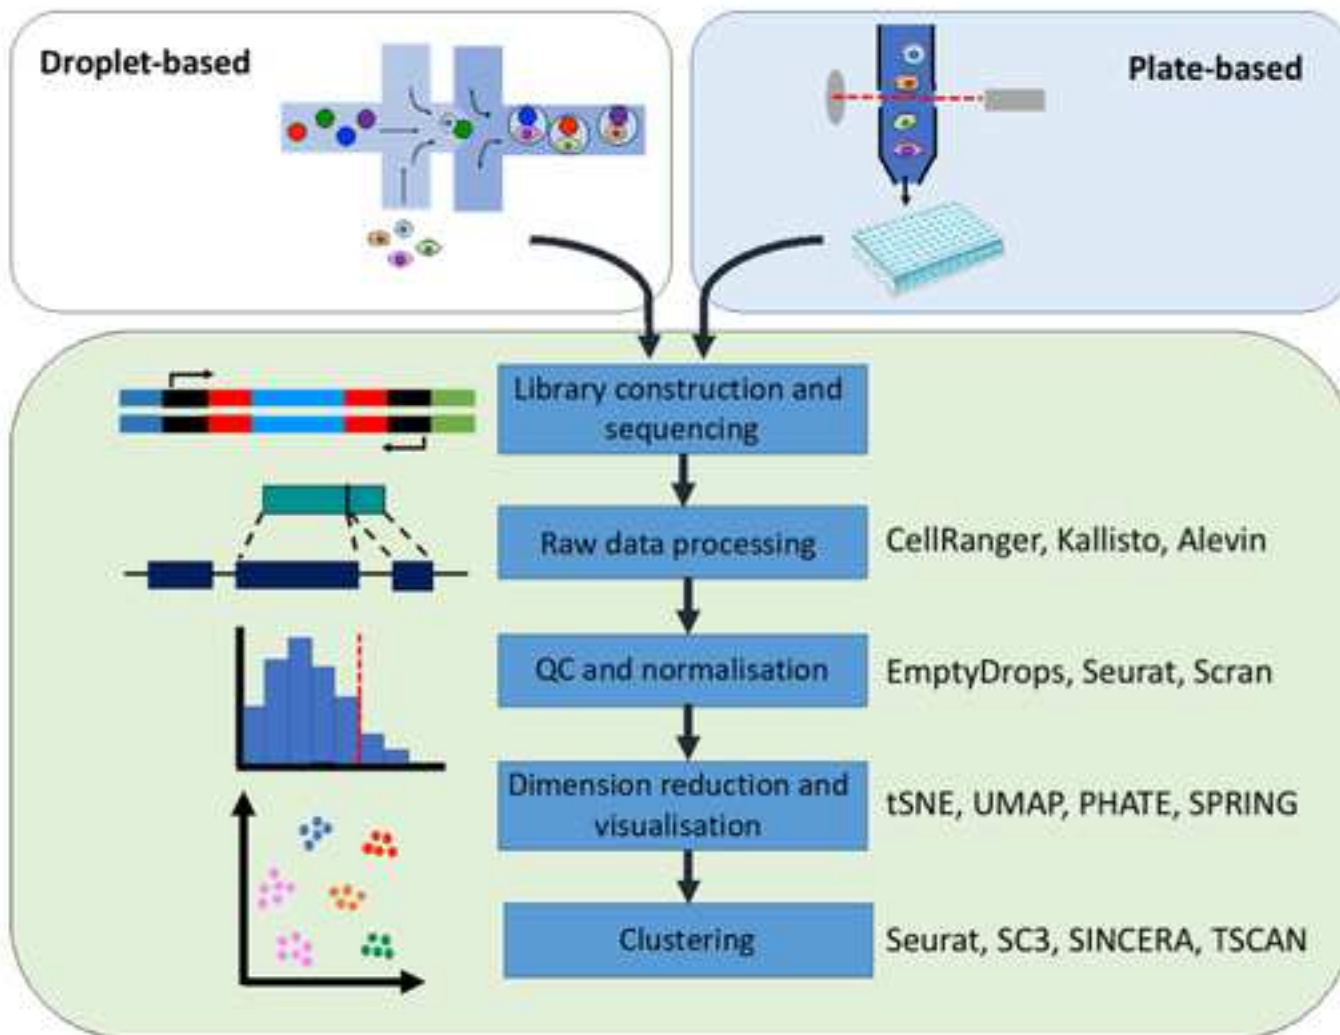 Droplet-based
Plate-based
Library construction and
sequencing
Raw data processing
CellRanger, Kallisto, Alevin
QC and normalisation
EmptyDrops, Seurat, Scran
Dimension reduction and
visualisation
tSNE, UMAP, PHATE, SPRING
Clustering
Seurat, SC3, SINCERA, TSCAN